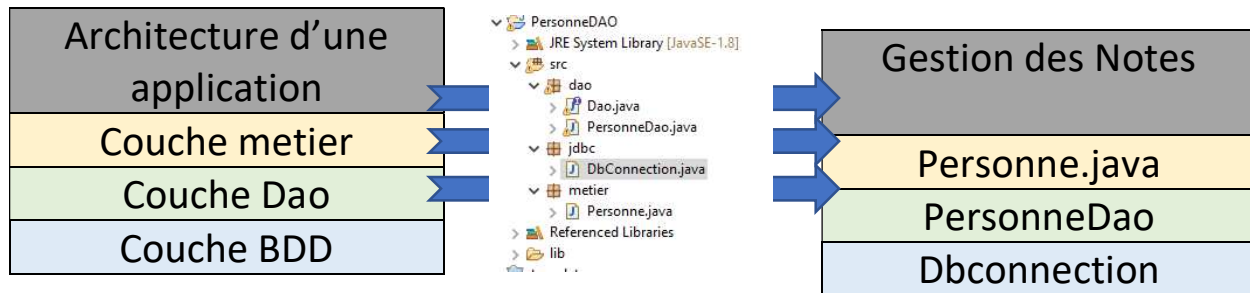 Architecture d’une
application
Couche metier
Couche Dao
Couche BDD
PersonneDAO
JRE System Library [JavaSE-1.8]
src
dao
Dao.java
PersonneDao.java
jdbc
DbConnection.java
metier
Personne.java
Referenced Libraries
lib
Gestion des Notes
Personne.java
PersonneDao
Dbconnection